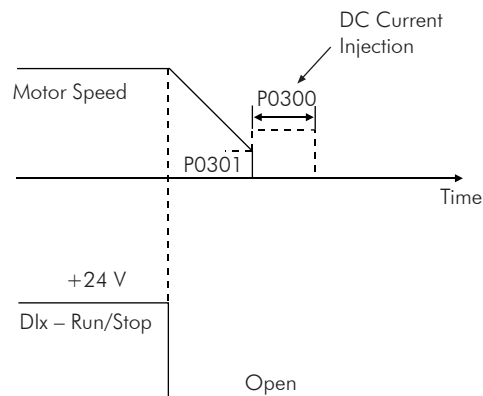 DC Current
Injection
Motor Speed
P0300
P0301
Time
+24 V
DIx – Run/Stop
Open